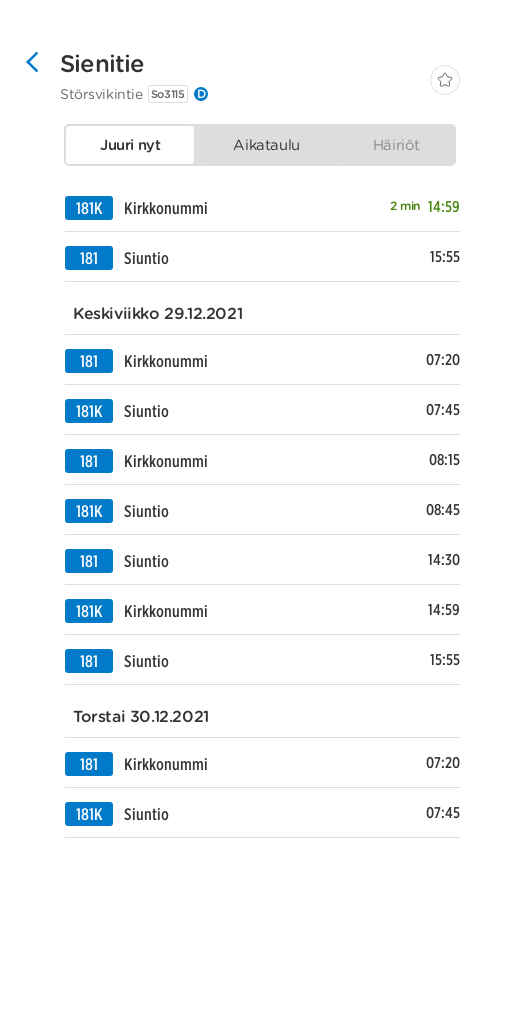 Sienitie
Störsvikintie So3115 D
Juuri nyt Aikataulu Häiriöt
181K Kirkkonummi 2 min 14:59
181 Siuntio 15:55
Keskiviikko 29.12.2021
181 Kirkkonummi 07:20
181K Siuntio 07:45
181 Kirkkonummi 08:15
181K Siuntio 08:45
181 Siuntio 14:30
181K Kirkkonummi 14:59
181 Siuntio 15:55
Torstai 30.12.2021
181 Kirkkonummi 07:20
181K Siuntio 07:45